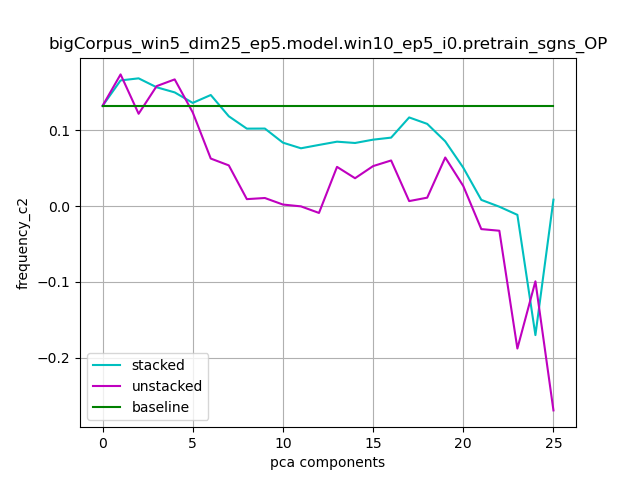 bigCorpus_win5_dim25_ep5.model.win10_ep5_i0.pretrain_sgns_OP
frequency_c2
0.1
0.0
−0.1
−0.2
stacked
unstacked
baseline
0
5
10
15
20
25
pca components